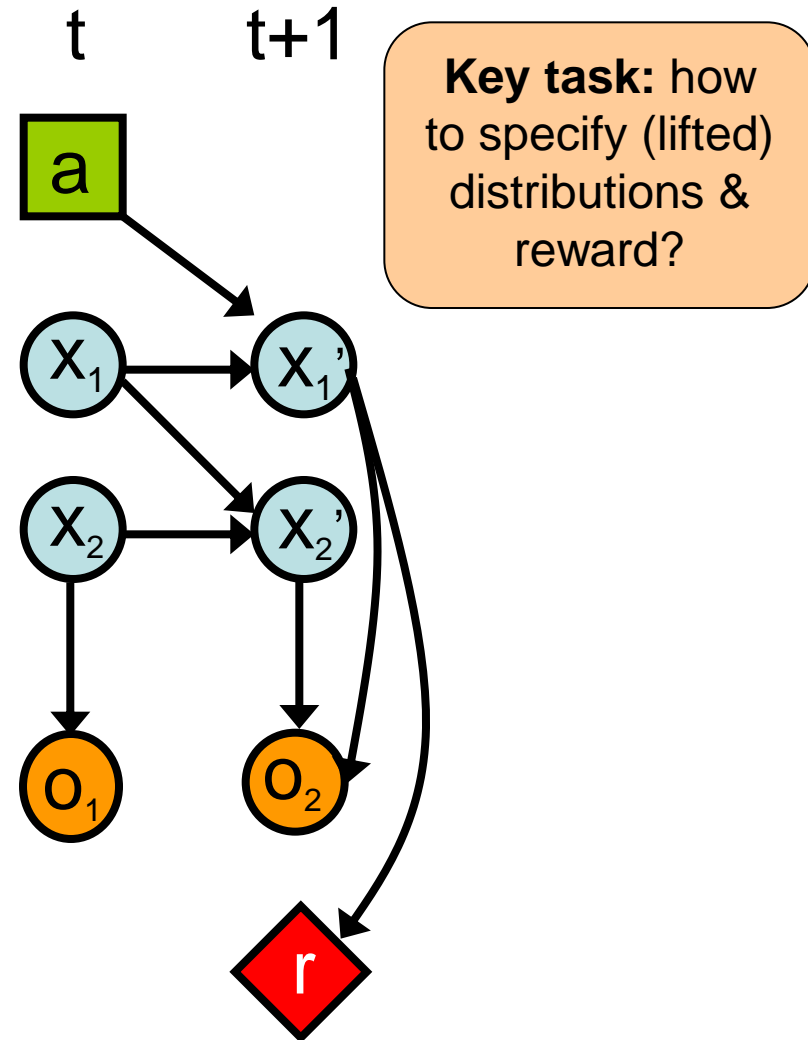 t t+1
Key task: how
to specify (lifted)
distributions &
reward?
a
x₁ x₁’
x₂ x₂’
o₁ o₂
r